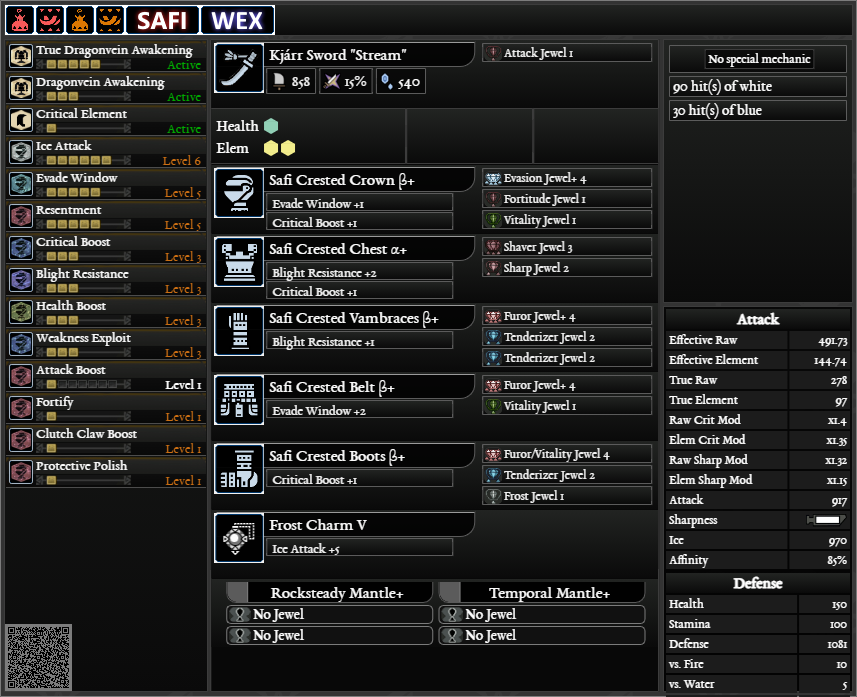 SAFI WEX
True Dragonvein Awakening
Active
Dragonvein Awakening
Active
Critical Element
Active
Ice Attack
Level 6
Evade Window
Level 5
Resentment
Level 5
Critical Boost
Level 3
Blight Resistance
Level 3
Health Boost
Level 3
Weakness Exploit
Level 3
Attack Boost
Level 1
Fortify
Level 1
Clutch Claw Boost
Level 1
Protective Polish
Level 1
Kjárr Sword "Stream"
858 15% 540
Attack Jewel 1
Health
Elem
Safi Crested Crown β+
Evade Window +1
Critical Boost +1
Evasion Jewel+ 4
Fortitude Jewel 1
Vitality Jewel 1
Safi Crested Chest α+
Blight Resistance +2
Critical Boost +1
Shaver Jewel 3
Sharp Jewel 2
Safi Crested Vambraces β+
Blight Resistance +1
Furor Jewel+ 4
Tenderizer Jewel 2
Tenderizer Jewel 2
Safi Crested Belt β+
Evade Window +2
Furor Jewel+ 4
Vitality Jewel 1
Safi Crested Boots β+
Critical Boost +1
Furor/Vitality Jewel 4
Tenderizer Jewel 2
Frost Jewel 1
Frost Charm V
Ice Attack +5
Rocksteady Mantle+
No Jewel
No Jewel
Temporal Mantle+
No Jewel
No Jewel
No special mechanic
90 hit(s) of white
30 hit(s) of blue
Attack
Effective Raw 491.73
Effective Element 144.74
True Raw 278
True Element 97
Raw Crit Mod x1.4
Elem Crit Mod x1.35
Raw Sharp Mod x1.32
Elem Sharp Mod x1.15
Attack 917
Sharpness
Ice 970
Affinity 85%
Defense
Health 150
Stamina 100
Defense 1081
vs. Fire 10
vs. Water 5